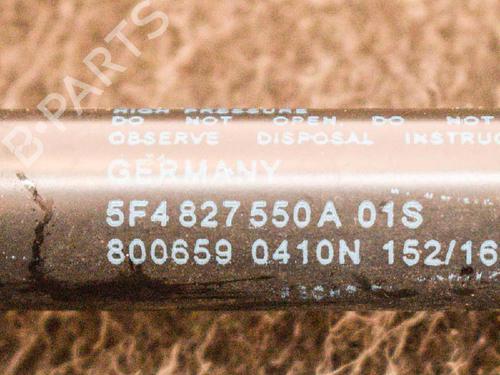 B-PARTS
HIGH PRESSURE
DO NOT OPEN DO NOT
OBSERVE DISPOSAL INSTRUC
GERMANY
5F4 827 550 A 01S
800659 0410N 152/16